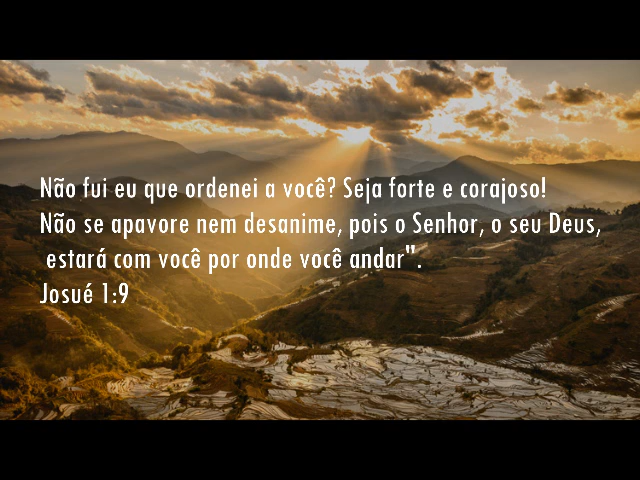 Não fui eu que ordenei a você? Seja forte e corajoso!
Não se apavore nem desanime, pois o Senhor, o seu Deus,
estará com você por onde você andar".
Josué 1:9